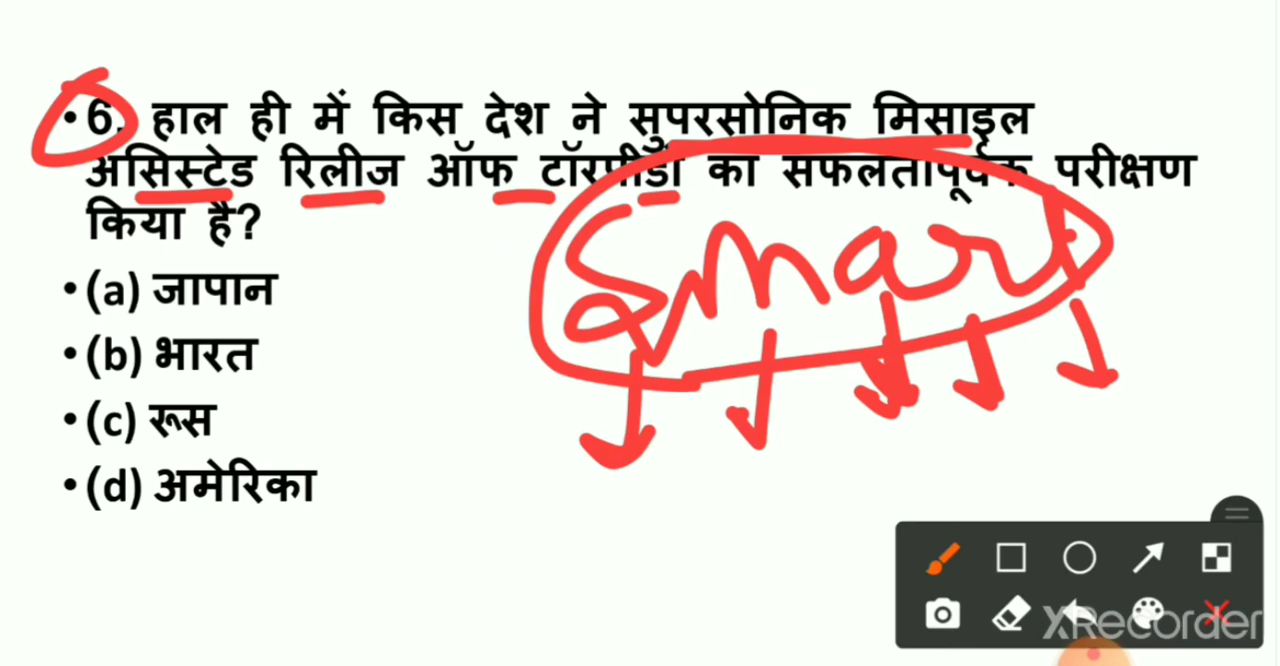 • 6. हाल ही में किस देश ने सुपरसोनिक मिसाइल
असिस्टेड रिलीज ऑफ टॉरपीडो का सफलतापूर्वक परीक्षण
किया है?
Smart
• (a) जापान
• (b) भारत
• (c) रूस
• (d) अमेरिका
XRecorder